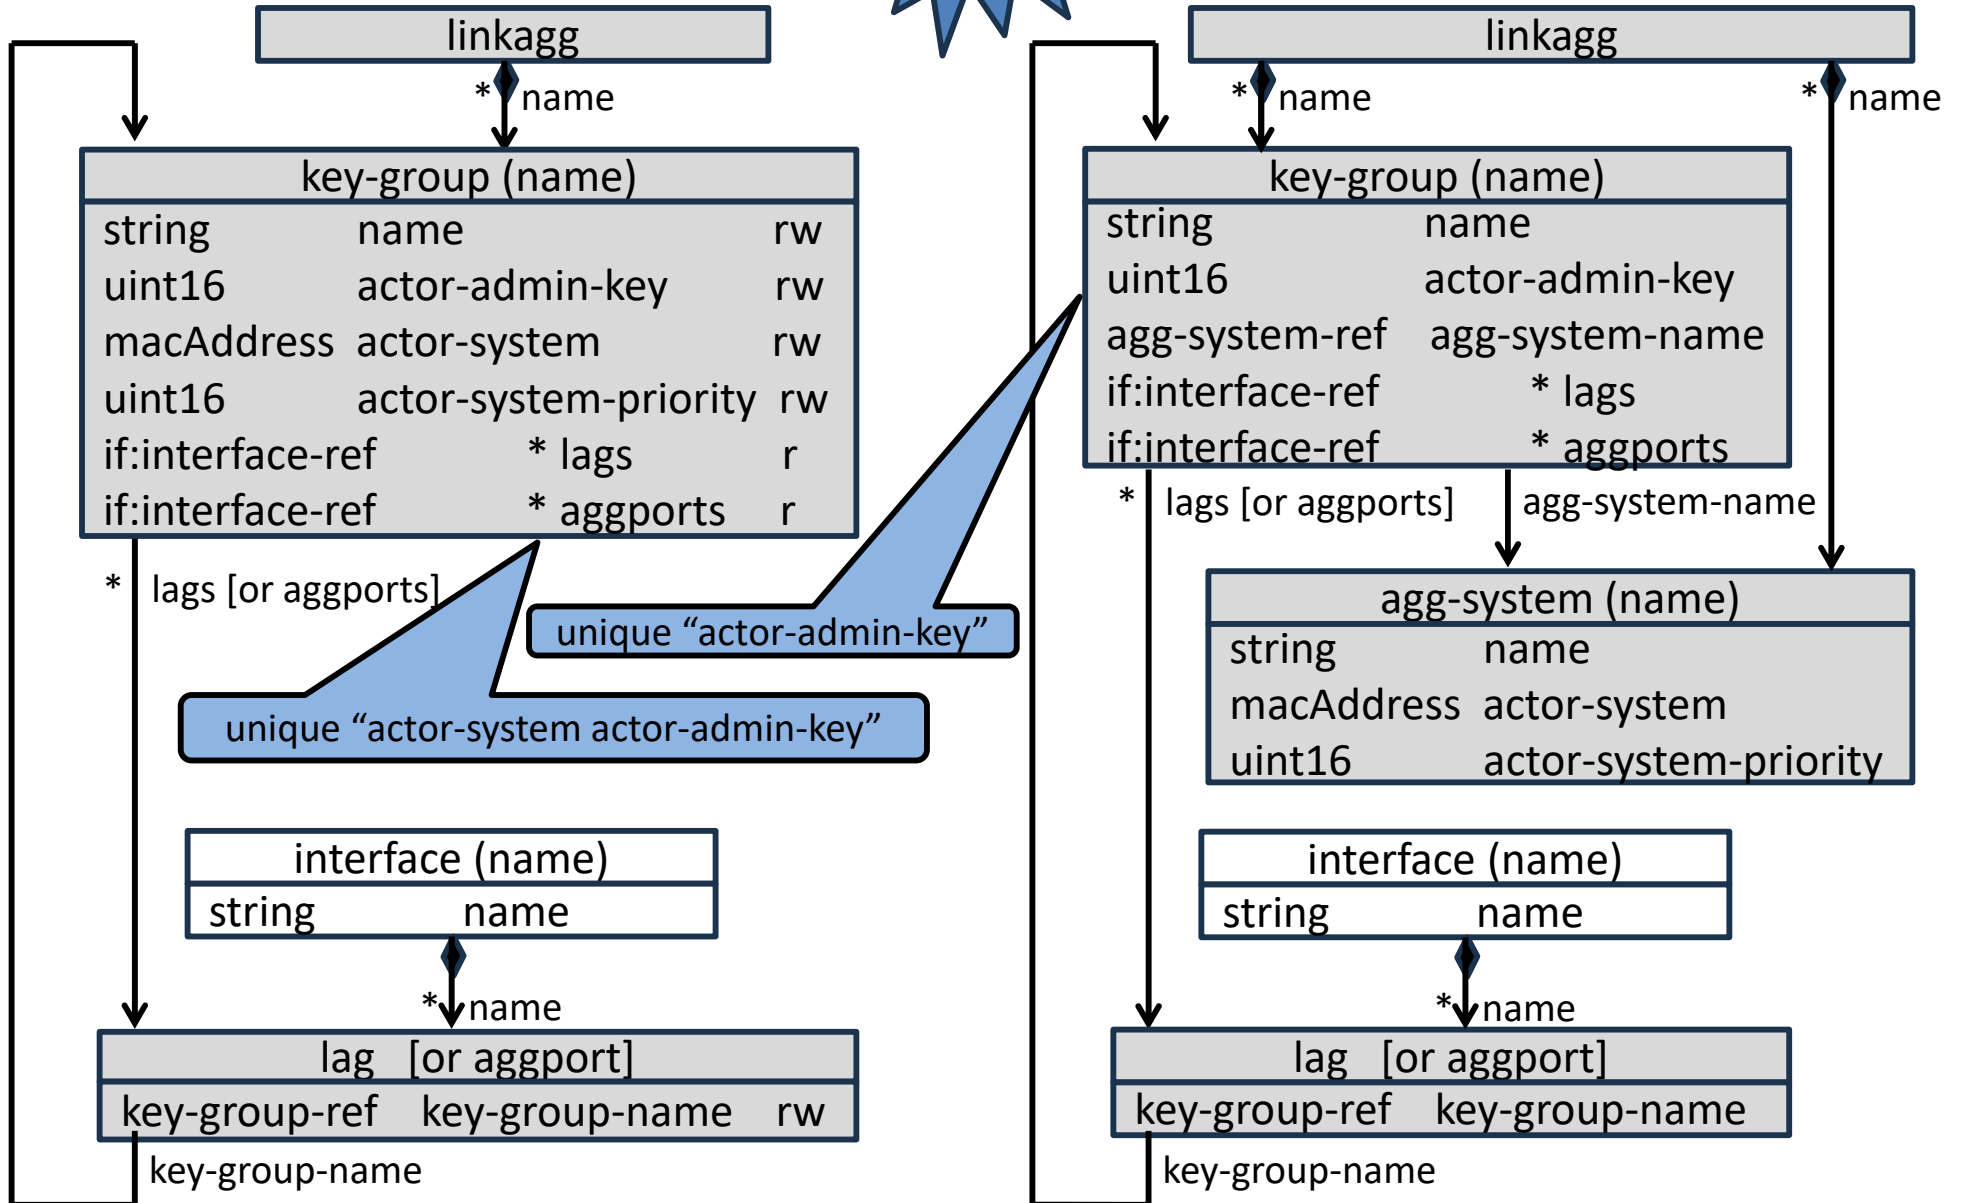 linkagg
* name
key-group (name)
string name rw
uint16 actor-admin-key rw
macAddress actor-system rw
uint16 actor-system-priority rw
if:interface-ref * lags r
if:interface-ref * aggports r
* lags [or aggports]
unique “actor-system actor-admin-key”
interface (name)
string name
* name
lag [or aggport]
key-group-ref key-group-name rw
key-group-name
linkagg
* name
* name
key-group (name)
string name
uint16 actor-admin-key
agg-system-ref agg-system-name
if:interface-ref * lags
if:interface-ref * aggports
* lags [or aggports]
agg-system-name
unique “actor-admin-key”
agg-system (name)
string name
macAddress actor-system
uint16 actor-system-priority
interface (name)
string name
* name
lag [or aggport]
key-group-ref key-group-name
key-group-name